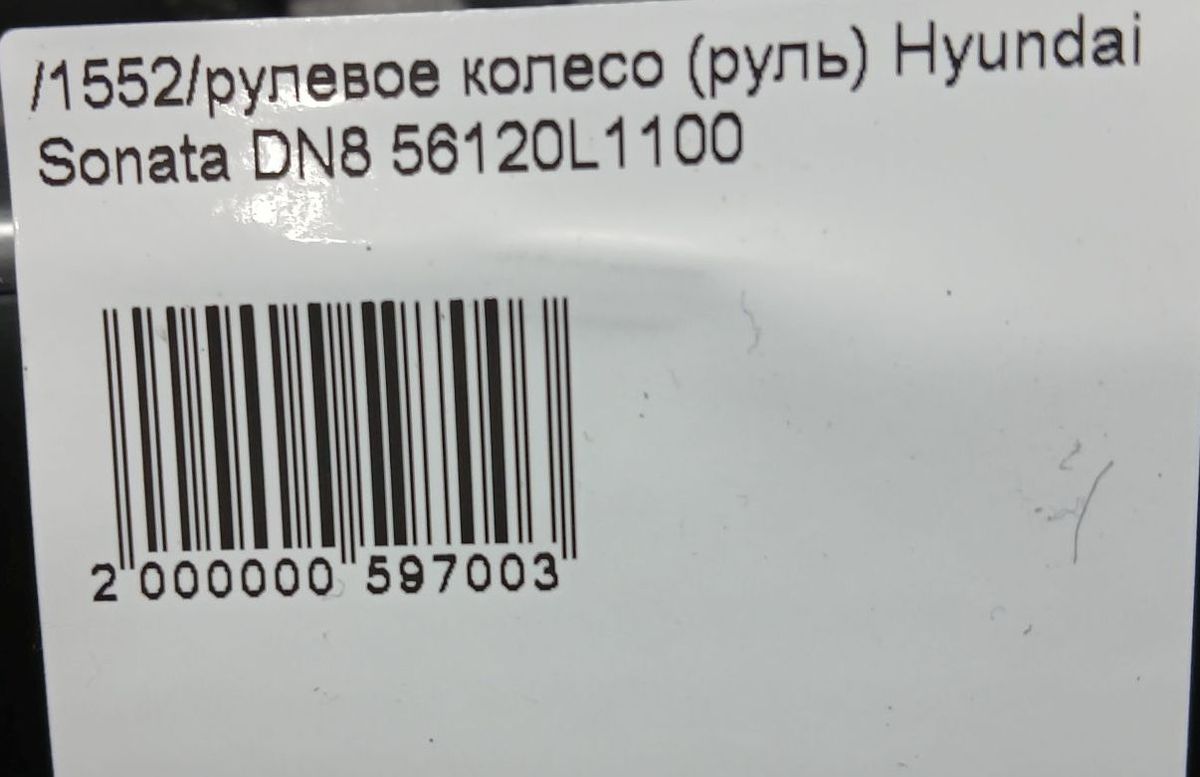 /1552/рулевое колесо (руль) Hyundai
Sonata DN8 56120L1100
2 000000 597003